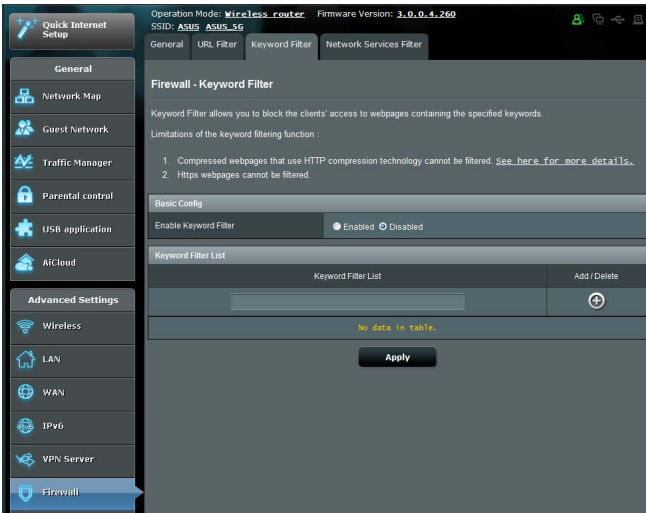 Quick Internet
Setup
Operation Mode: Wireless router Firmware Version: 3.0.0.4.260
SSID: ASUS ASUS_5G
General URL Filter Keyword Filter Network Services Filter
General
Network Map
Guest Network
Traffic Manager
Parental control
USB application
AiCloud
Advanced Settings
Wireless
LAN
WAN
IPv6
VPN Server
Firewall
Firewall - Keyword Filter
Keyword Filter allows you to block the clients' access to webpages containing the specified keywords.
Limitations of the keyword filtering function :
1. Compressed webpages that use HTTP compression technology cannot be filtered. See here for more details.
2. Https webpages cannot be filtered.
Basic Config
Enable Keyword Filter Enabled Disabled
Keyword Filter List
Keyword Filter List Add / Delete
No data in table.
Apply